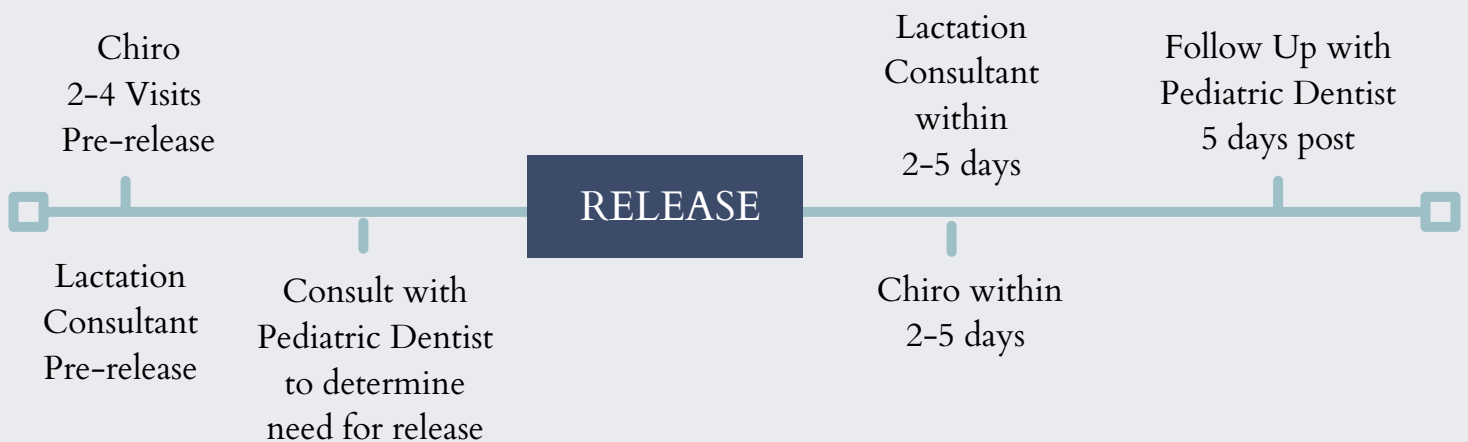 Chiro
2-4 Visits
Pre-release
Lactation
Consultant
Pre-release
Consult with
Pediatric Dentist
to determine
need for release
RELEASE
Lactation
Consultant
within
2-5 days
Chiro within
2-5 days
Follow Up with
Pediatric Dentist
5 days post